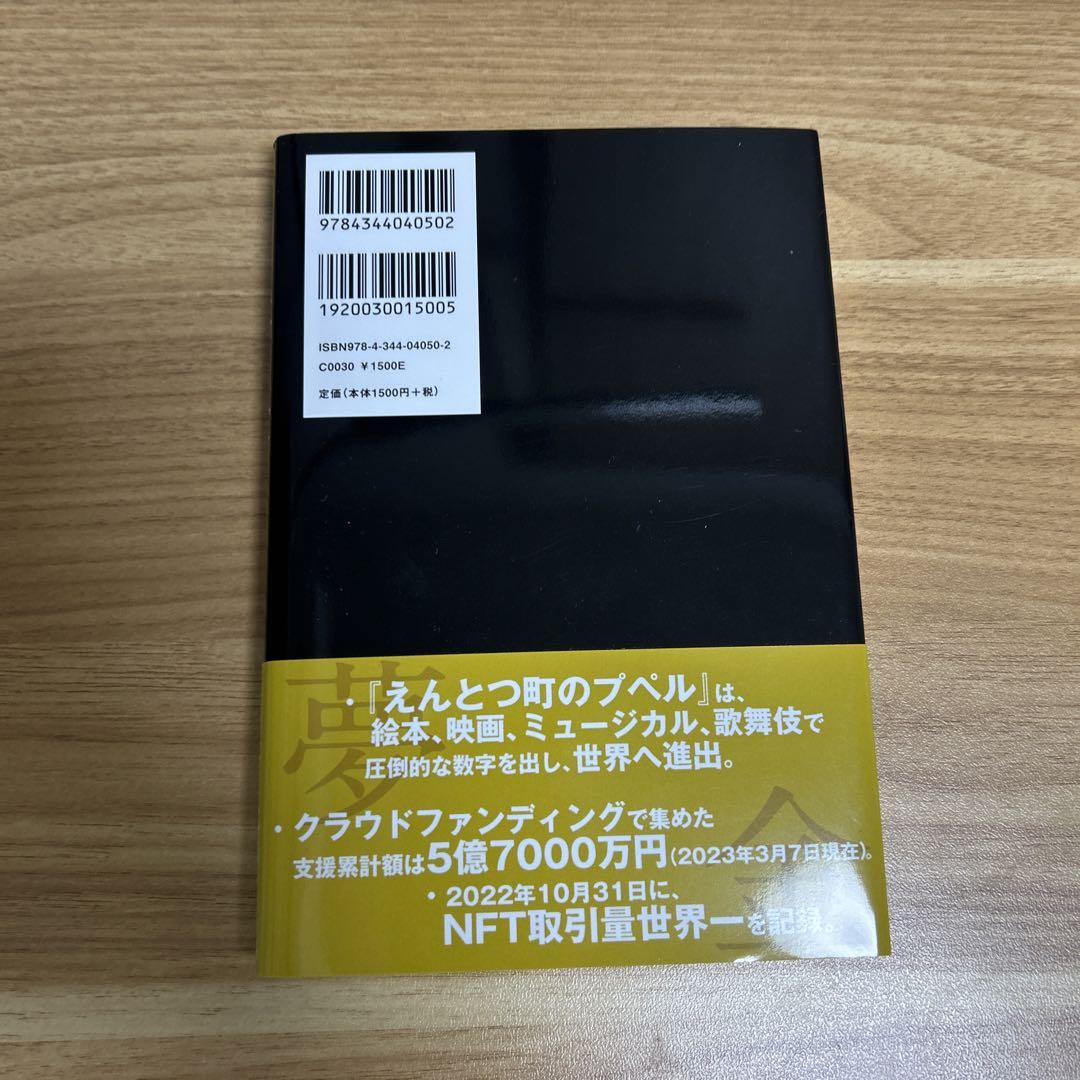 9784344040502
1920030015005
ISBN978-4-344-04050-2
C0030 ¥1500E
定価(本体1500円+税)
夢
・『えんとつ町のプペル』は、
絵本、映画、ミュージカル、歌舞伎で
圧倒的な数字を出し、世界へ進出。
・クラウドファンディングで集めた
支援累計額は5億7000万円(2023年3月7日現在)。
・2022年10月31日に、
NFT取引量世界一を記録。
金